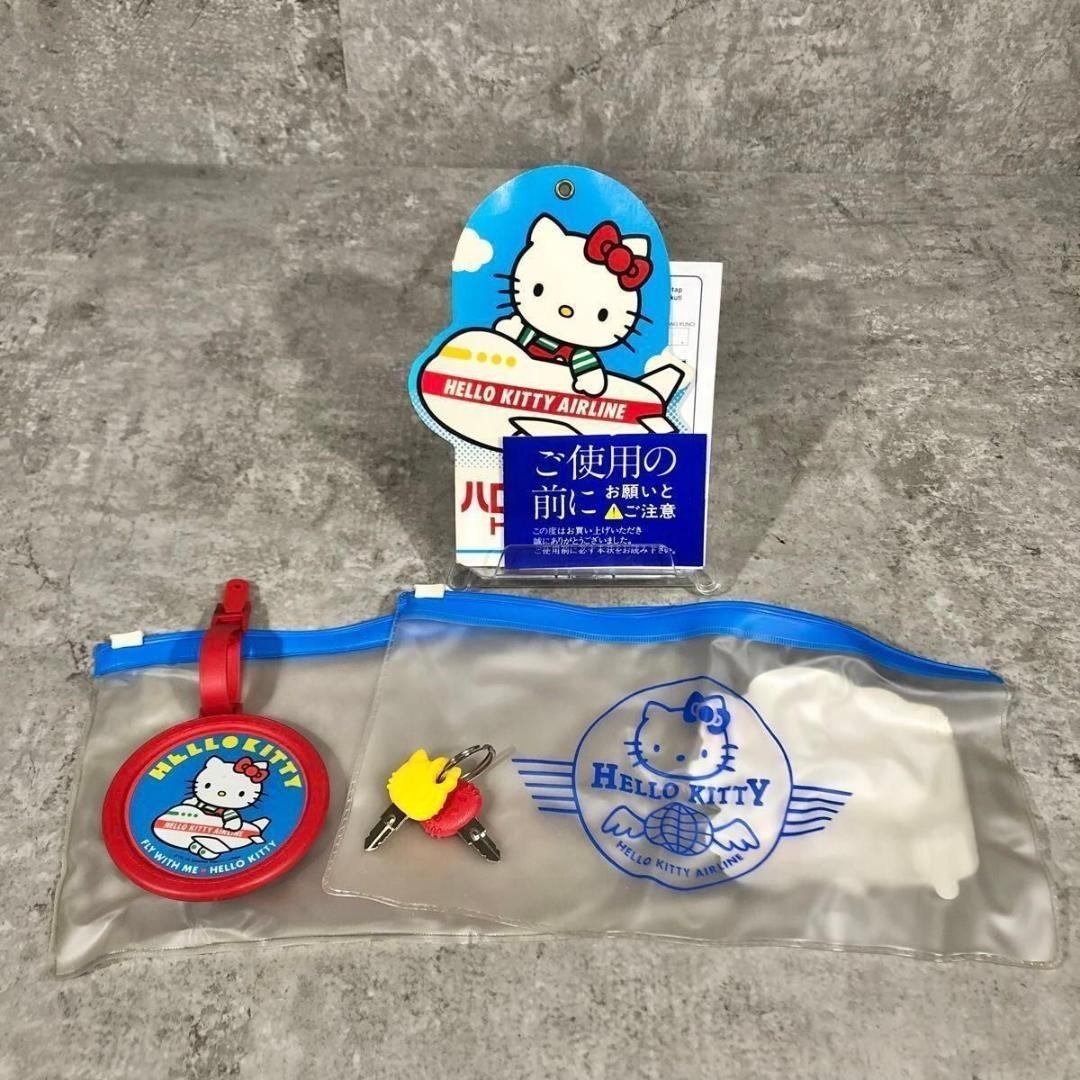 HELLO KITTY AIRLINE
ハロ
ご使用の
前に お願いと
ご注意
この度はお買い上げいただき
誠にありがとうございました。
ご使用前に必ず本状をお読み下さい。
HELLO KITTY
HELLO KITTY AIRLINE
FLY WITH ME HELLO KITTY
HELLO KITTY
HELLO KITTY AIRLINE